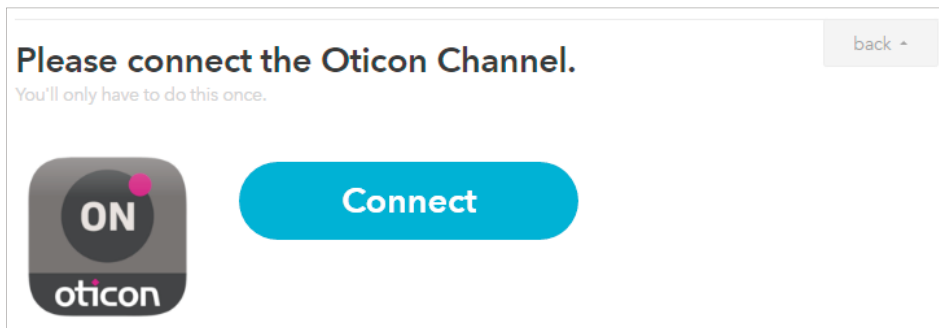 back
Please connect the Oticon Channel.
You'll only have to do this once.
Connect
ON
oticon